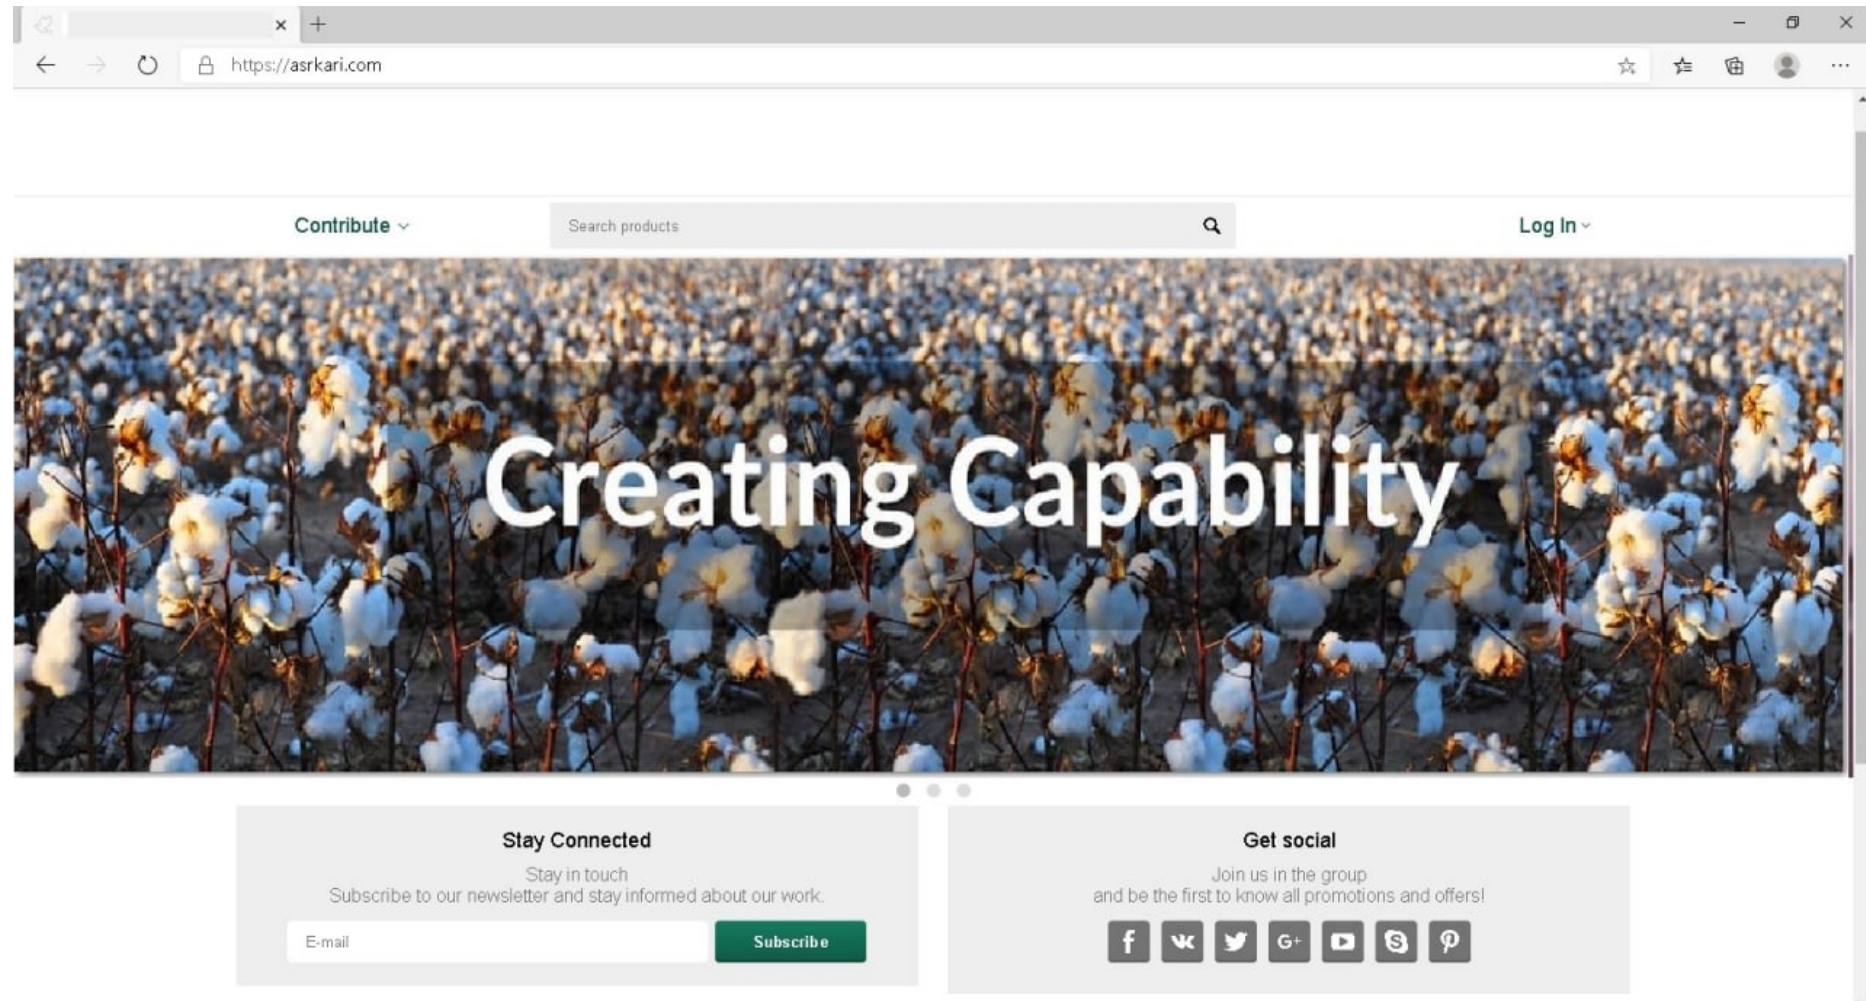 https://asrkari.com
Contribute
Search products
Log In
Creating Capability
Stay Connected
Stay in touch
Subscribe to our newsletter and stay informed about our work.
E-mail
Subscribe
Get social
Join us in the group
and be the first to know all promotions and offers!
G+